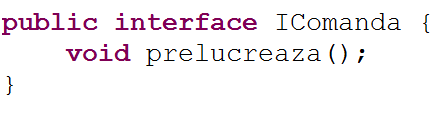 public interface IComanda {
    void prelucreaza();
}